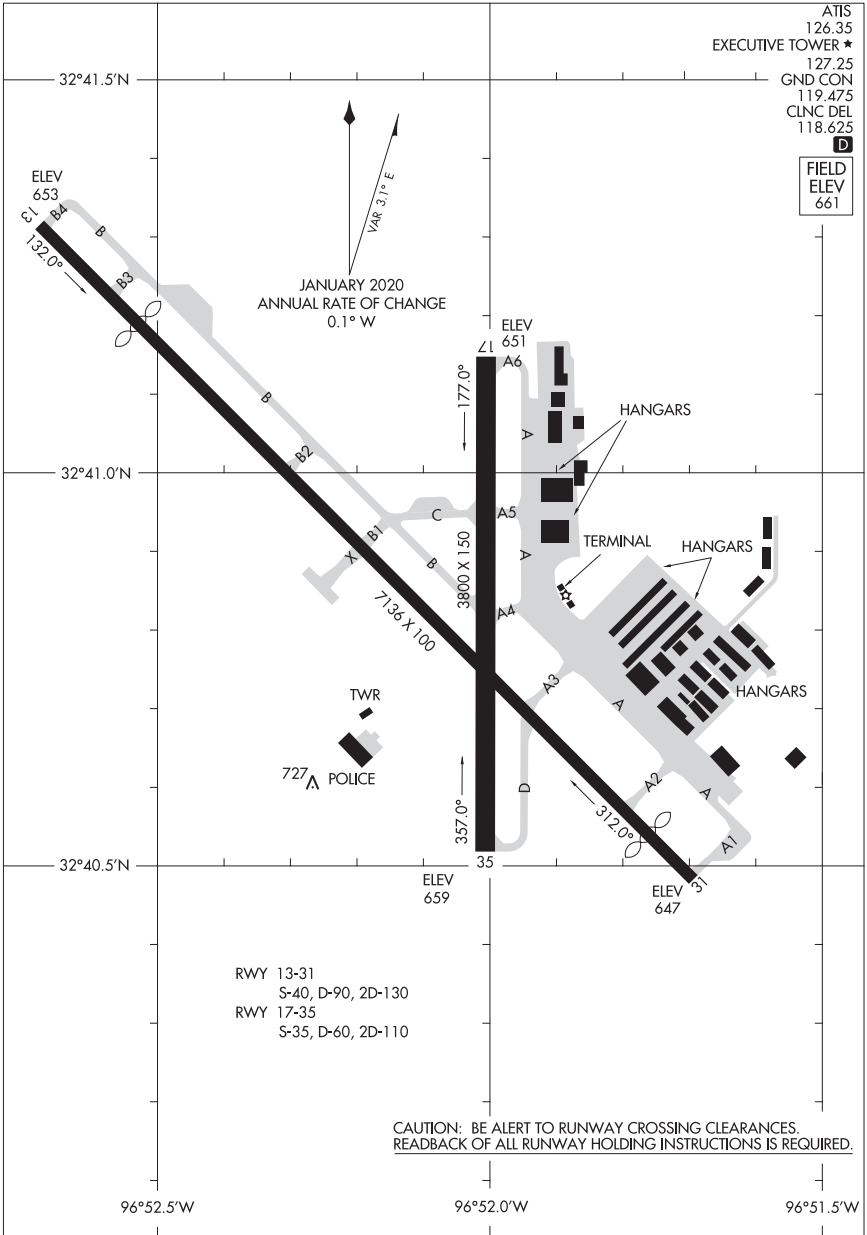 ATIS
126.35
EXECUTIVE TOWER ★
127.25
GND CON
119.475
CLNC DEL
118.625
D
FIELD
ELEV
661
32°41.5'N
VAR 3.1° E
JANUARY 2020
ANNUAL RATE OF CHANGE
0.1° W
ELEV
653
13
132.0°
B4
B
B3
B
B2
B1
X
C
B
7136 X 100
ELEV
651
17
A6
177.0°
A
HANGARS
32°41.0'N
A5
3800 X 150
A
TERMINAL
HANGARS
A4
A3
A
HANGARS
TWR
727
POLICE
357.0°
D
A2
A
312.0°
A1
32°40.5'N
35
ELEV
659
31
ELEV
647
RWY 13-31
S-40, D-90, 2D-130
RWY 17-35
S-35, D-60, 2D-110
CAUTION: BE ALERT TO RUNWAY CROSSING CLEARANCES.
READBACK OF ALL RUNWAY HOLDING INSTRUCTIONS IS REQUIRED.
96°52.5'W
96°52.0'W
96°51.5'W